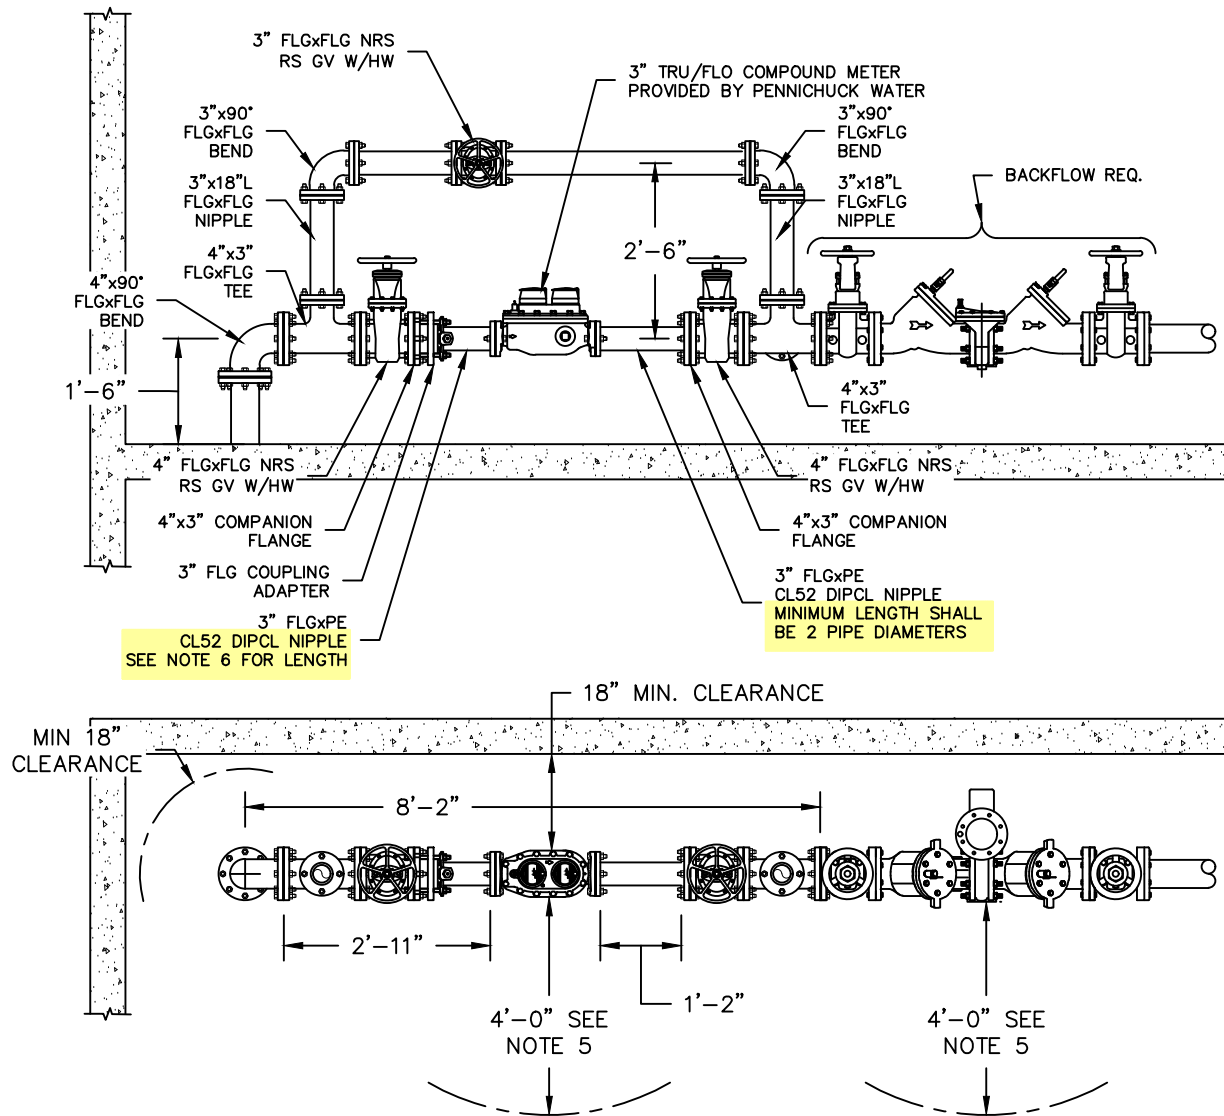 3” FLGxFLG NRS
RS GV W/HW
3” TRU/FLO COMPOUND METER
PROVIDED BY PENNICHUCK WATER
3”x90°
FLGxFLG
BEND
3”x90°
FLGxFLG
BEND
3”x18”L
FLGxFLG
NIPPLE
3”x18”L
FLGxFLG
NIPPLE
BACKFLOW REQ.
2’-6”
4”x3”
FLGxFLG
TEE
4”x90°
FLGxFLG
BEND
1’-6”
4”x3”
FLGxFLG
TEE
4” FLGxFLG NRS
RS GV W/HW
4” FLGxFLG NRS
RS GV W/HW
4”x3” COMPANION
FLANGE
4”x3” COMPANION
FLANGE
3” FLG COUPLING
ADAPTER
3” FLGxPE
CL52 DIPCL NIPPLE
MINIMUM LENGTH SHALL
BE 2 PIPE DIAMETERS
3” FLGxPE
CL52 DIPCL NIPPLE
SEE NOTE 6 FOR LENGTH
18” MIN. CLEARANCE
MIN 18”
CLEARANCE
8’-2”
2’-11”
1’-2”
4’-0” SEE
NOTE 5
4’-0” SEE
NOTE 5